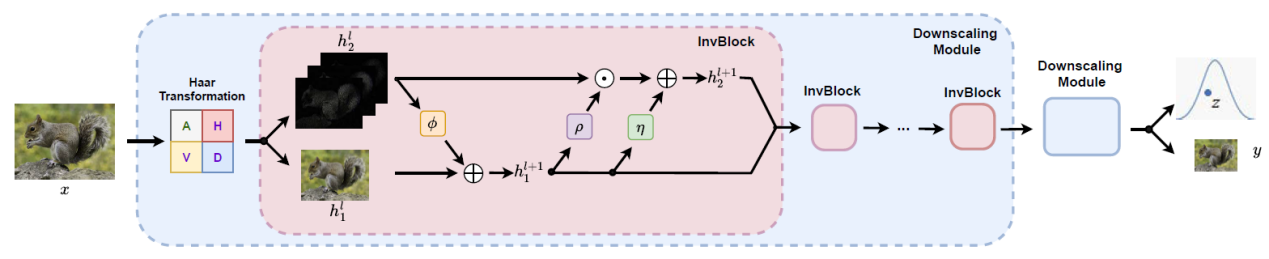 x
Haar
Transformation
A H
V D
h_2^l
h_1^l
ϕ
h_1^{l+1}
ρ
η
h_2^{l+1}
InvBlock
InvBlock
...
InvBlock
Downscaling
Module
Downscaling
Module
z
y